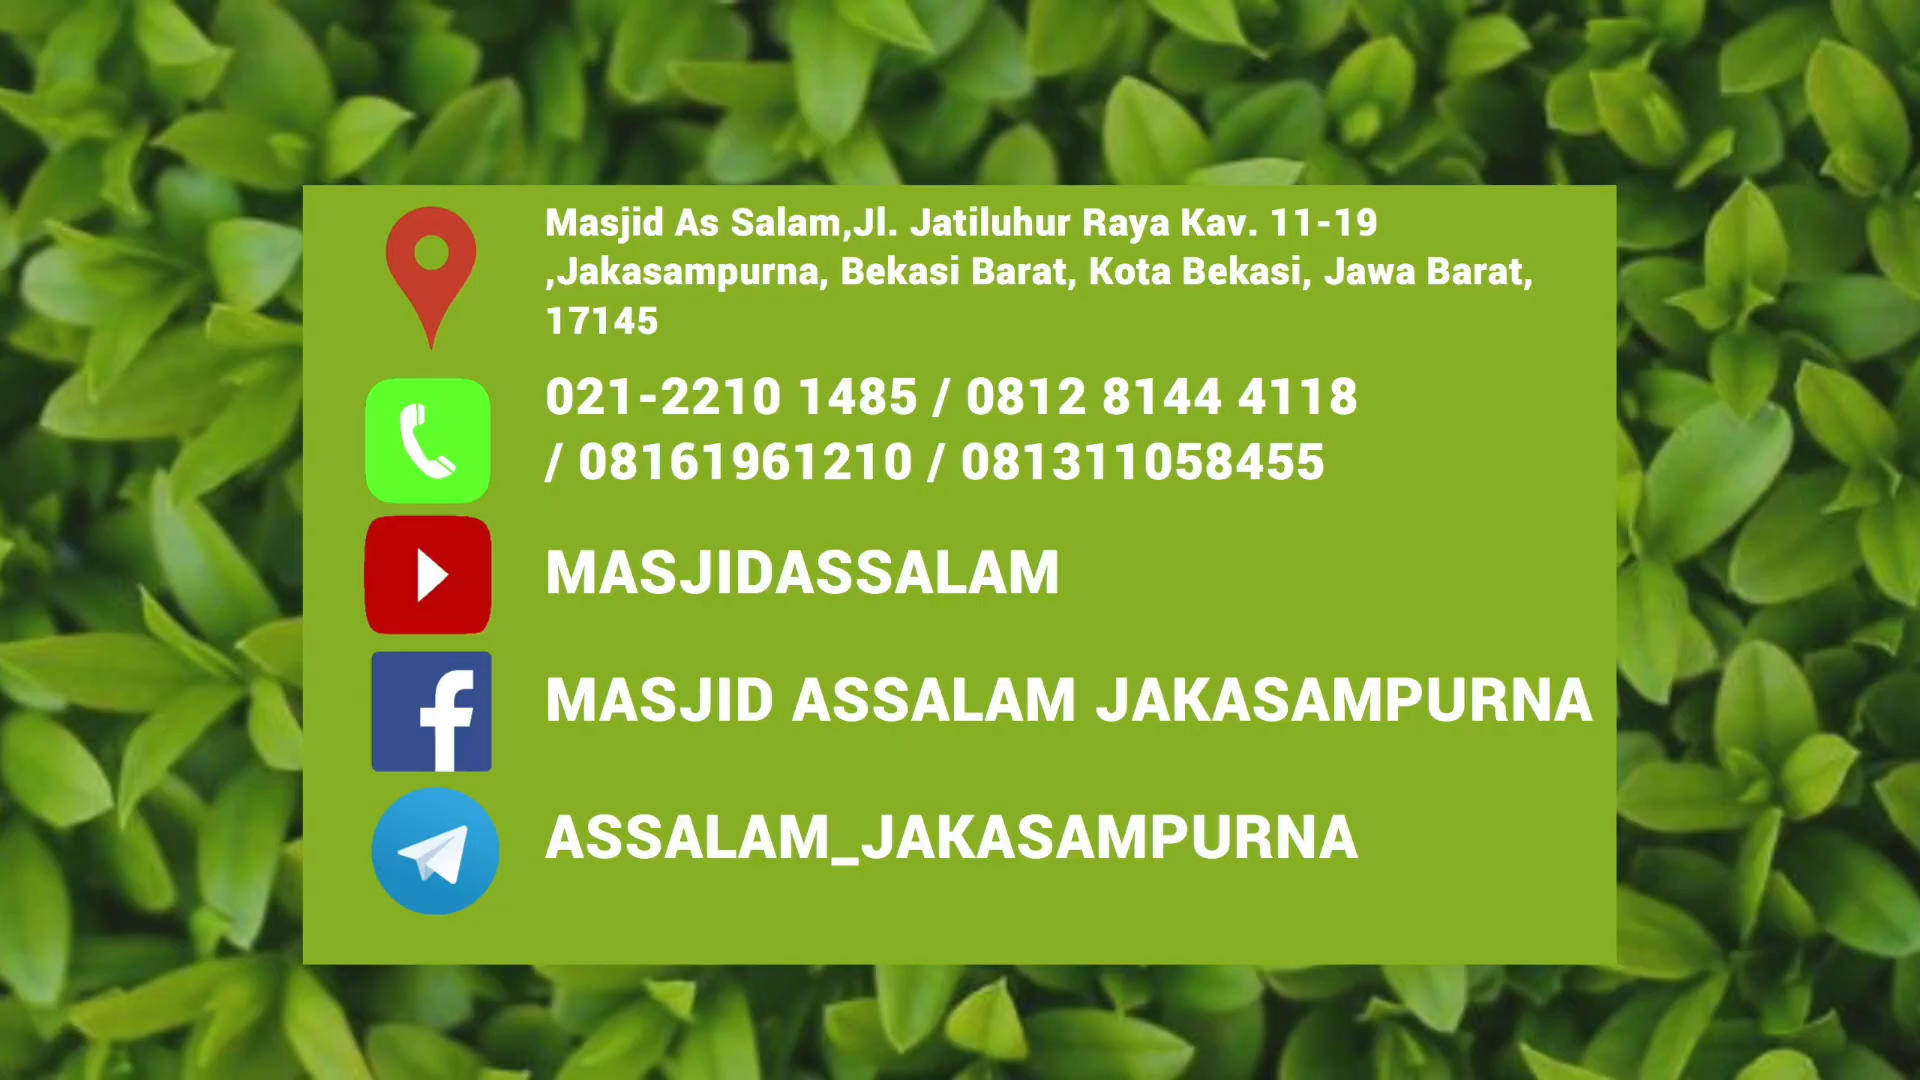 Masjid As Salam,Jl. Jatiluhur Raya Kav. 11-19
,Jakasampurna, Bekasi Barat, Kota Bekasi, Jawa Barat,
17145
021-2210 1485 / 0812 8144 4118
/ 08161961210 / 081311058455
MASJIDASSALAM
MASJID ASSALAM JAKASAMPURNA
ASSALAM_JAKASAMPURNA